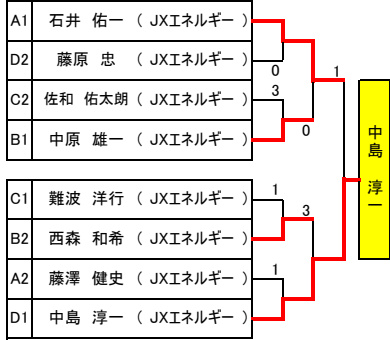 A1 石井 佑一 ( JXエネルギー )
D2 藤原 忠 ( JXエネルギー )
0
1
C2 佐和 佑太朗 ( JXエネルギー )
3
B1 中原 雄一 ( JXエネルギー )
0
中島 淳一
C1 難波 洋行 ( JXエネルギー )
1
B2 西森 和希 ( JXエネルギー )
3
A2 藤澤 健史 ( JXエネルギー )
1
D1 中島 淳一 ( JXエネルギー )